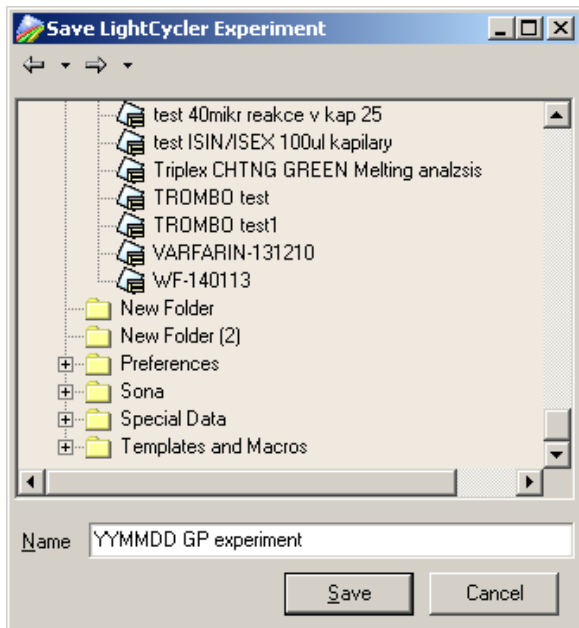 Save LightCycler Experiment
test 40mikr reakce v kap 25
test ISIN/ISEX 100ul kapilary
Triplex CHTNG GREEN Melting analzsis
TROMBO test
TROMBO test1
VARFARIN-131210
WF-140113
New Folder
New Folder (2)
Preferences
Sona
Special Data
Templates and Macros
Name YYMMDD GP experiment
Save Cancel